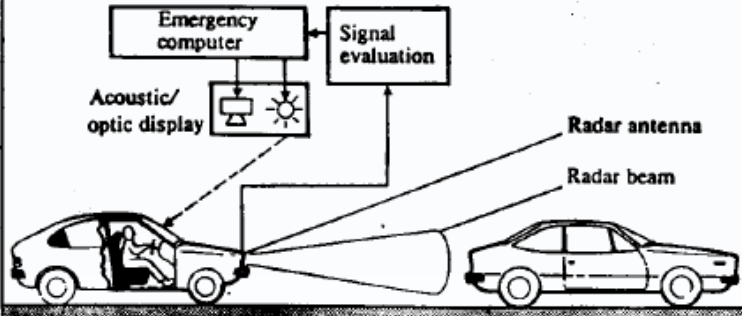 Emergency
computer
Signal
evaluation
Acoustic/
optic display
Radar antenna
Radar beam